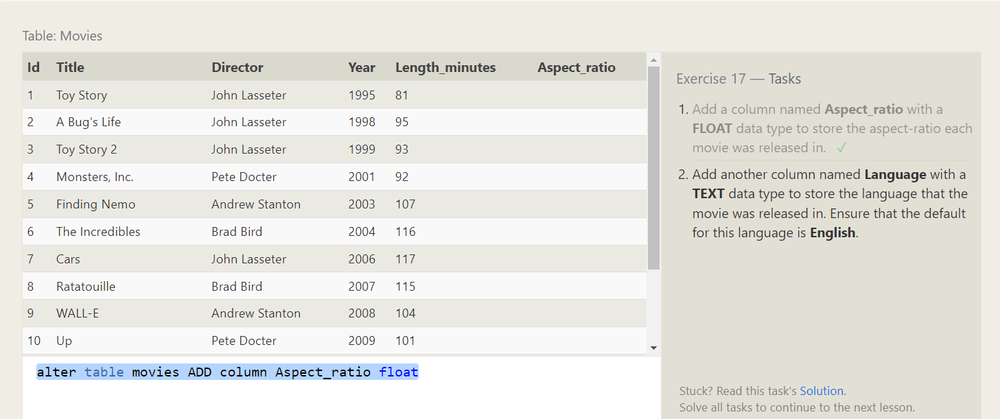 Table: Movies
Id Title Director Year Length_minutes Aspect_ratio
1 Toy Story John Lasseter 1995 81
2 A Bug's Life John Lasseter 1998 95
3 Toy Story 2 John Lasseter 1999 93
4 Monsters, Inc. Pete Docter 2001 92
5 Finding Nemo Andrew Stanton 2003 107
6 The Incredibles Brad Bird 2004 116
7 Cars John Lasseter 2006 117
8 Ratatouille Brad Bird 2007 115
9 WALL-E Andrew Stanton 2008 104
10 Up Pete Docter 2009 101
alter table movies ADD column Aspect_ratio float
Exercise 17 — Tasks
1. Add a column named Aspect_ratio with a
FLOAT data type to store the aspect-ratio each
movie was released in. ✓
2. Add another column named Language with a
TEXT data type to store the language that the
movie was released in. Ensure that the default
for this language is English.
Stuck? Read this task's Solution.
Solve all tasks to continue to the next lesson.